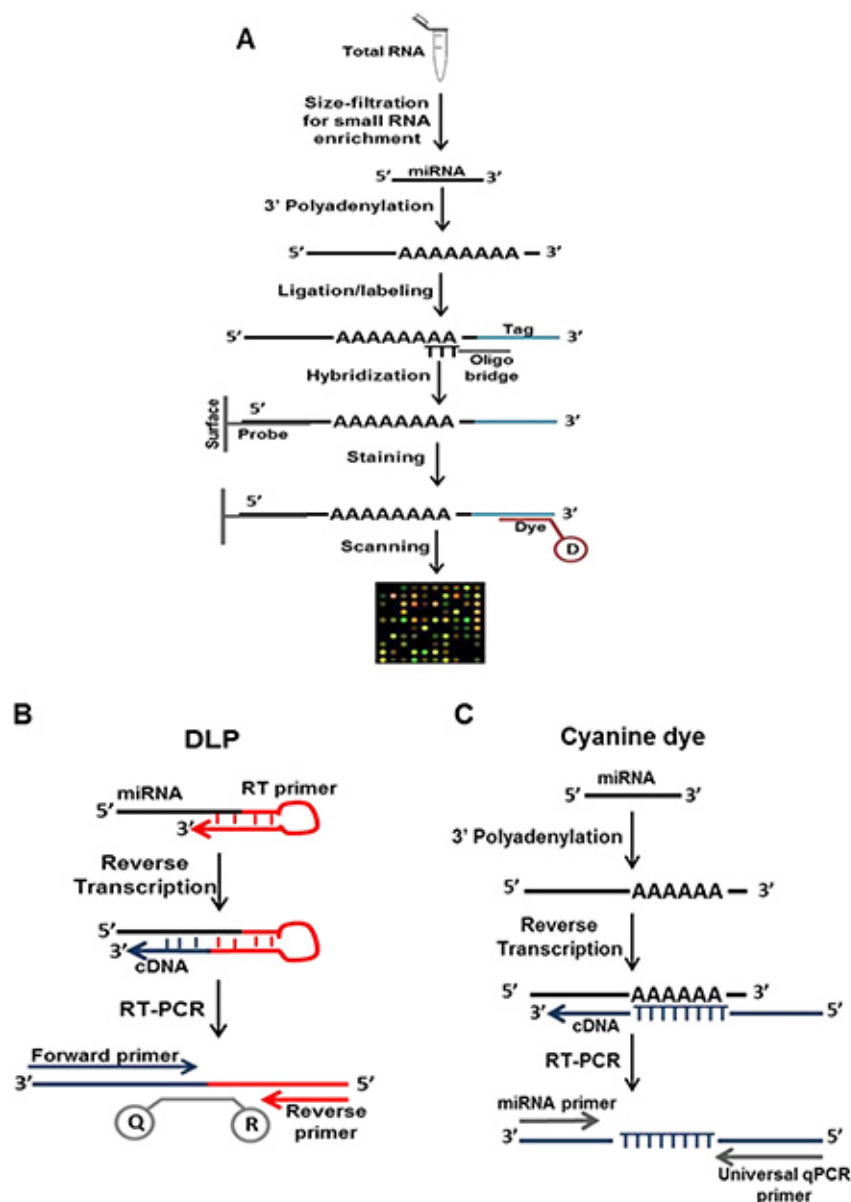 A
Total RNA
Size-filtration
for small RNA
enrichment
5’ miRNA 3’
3’ Polyadenylation
5’ AAAAAAAA 3’
Ligation/labeling
5’ AAAAAAAA Tag 3’
TTT Oligo
bridge
Hybridization
Surface
5’ AAAAAAAA 3’
Probe
Staining
5’ AAAAAAAA 3’
Dye
D
Scanning
B
DLP
miRNA RT primer
5’
3’
Reverse
Transcription
5’
3’
cDNA
RT-PCR
Forward primer
3’ 5’
Q R Reverse
primer
C
Cyanine dye
miRNA
5’ 3’
3’ Polyadenylation
5’ AAAAAA 3’
Reverse
Transcription
5’ AAAAAA 3’
3’ TTTTTTTT 5’
cDNA
RT-PCR
miRNA primer
3’ TTTTTTTT 5’
Universal qPCR
primer